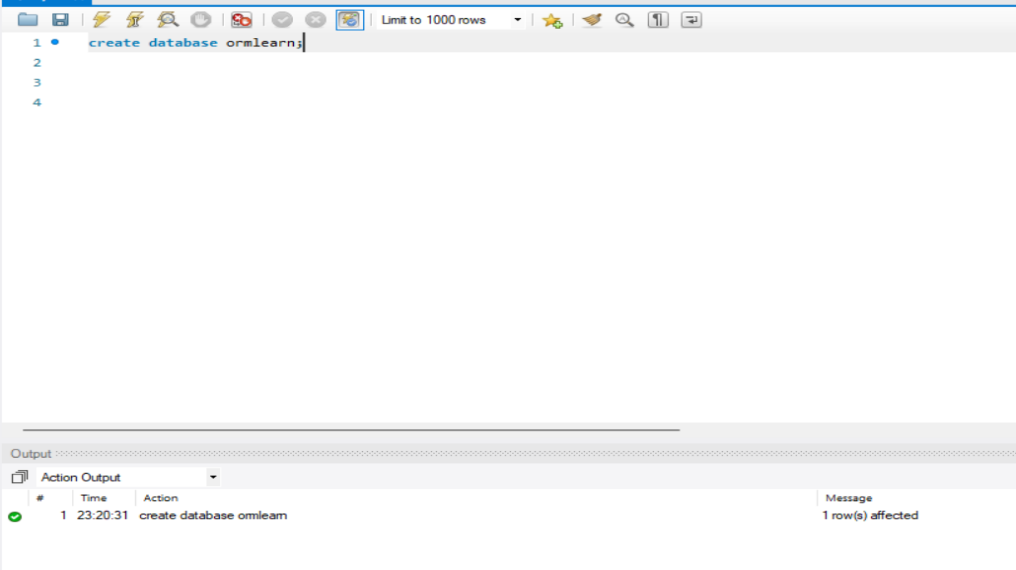 Limit to 1000 rows
1 create database ormlearn;
2
3
4
Output
Action Output
# Time Action Message
1 23:20:31 create database ormlearn 1 row(s) affected